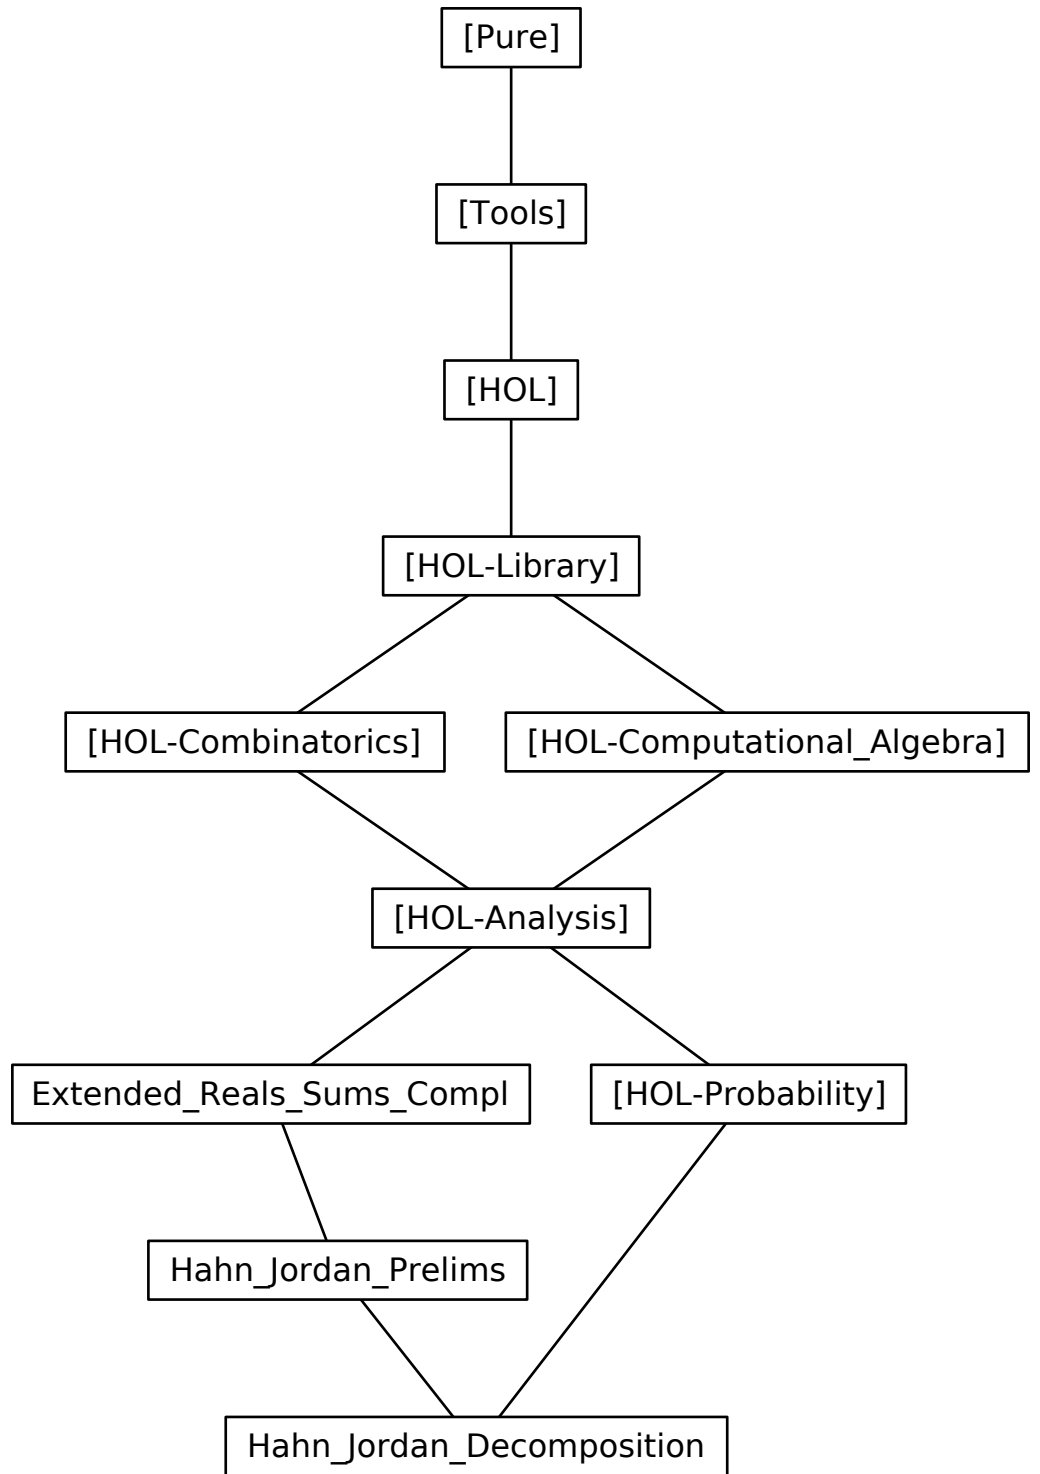 [Pure]
[Tools]
[HOL]
[HOL-Library]
[HOL-Combinatorics]
[HOL-Computational_Algebra]
[HOL-Analysis]
Extended_Reals_Sums_Compl
[HOL-Probability]
Hahn_Jordan_Prelims
Hahn_Jordan_Decomposition